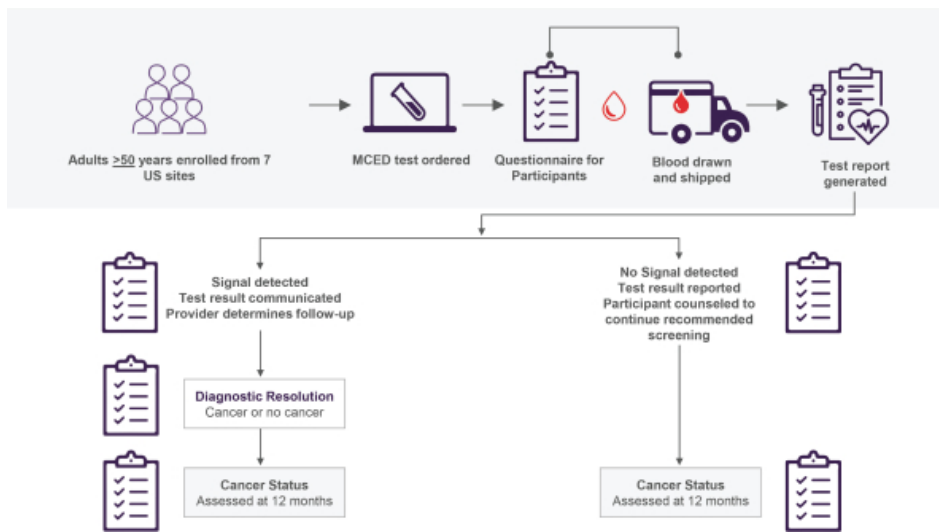 Adults >50 years enrolled from 7
US sites
MCED test ordered
Questionnaire for
Participants
Blood drawn
and shipped
Test report
generated
Signal detected
Test result communicated
Provider determines follow-up
No Signal detected
Test result reported
Participant counseled to
continue recommended
screening
Diagnostic Resolution
Cancer or no cancer
Cancer Status
Assessed at 12 months
Cancer Status
Assessed at 12 months